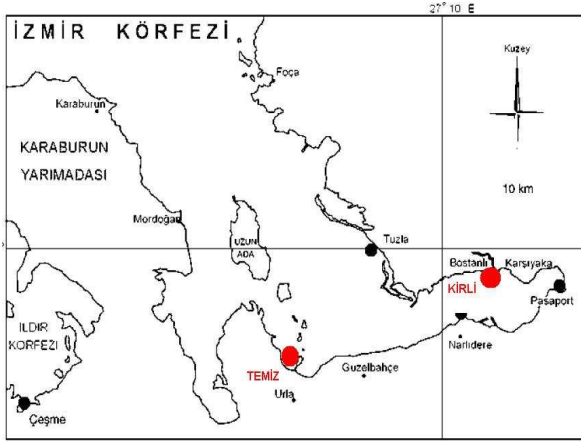 27° 10 E
İZMİR KÖRFEZİ
Kuzey
Foça
Karaburun
KARABURUN
YARIMADASI
10 km
Mordoğan
UZUN
ADA
Tuzla
Bostanlı
Karşıyaka
KİRLİ
Pasaport
ILDIR
KORFEZİ
Narlıdere
TEMİZ
Guzelbahçe
Urla
Çeşme